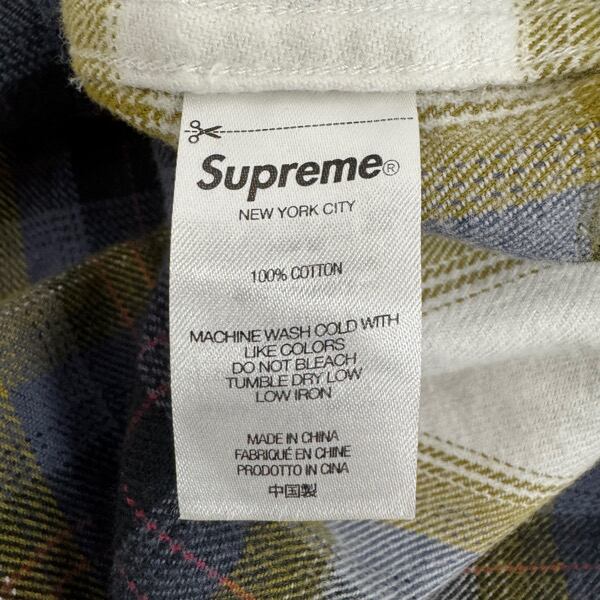 Supreme®
NEW YORK CITY
100% COTTON
MACHINE WASH COLD WITH
LIKE COLORS
DO NOT BLEACH
TUMBLE DRY LOW
LOW IRON
MADE IN CHINA
FABRIQUÉ EN CHINE
PRODOTTO IN CINA
中国製